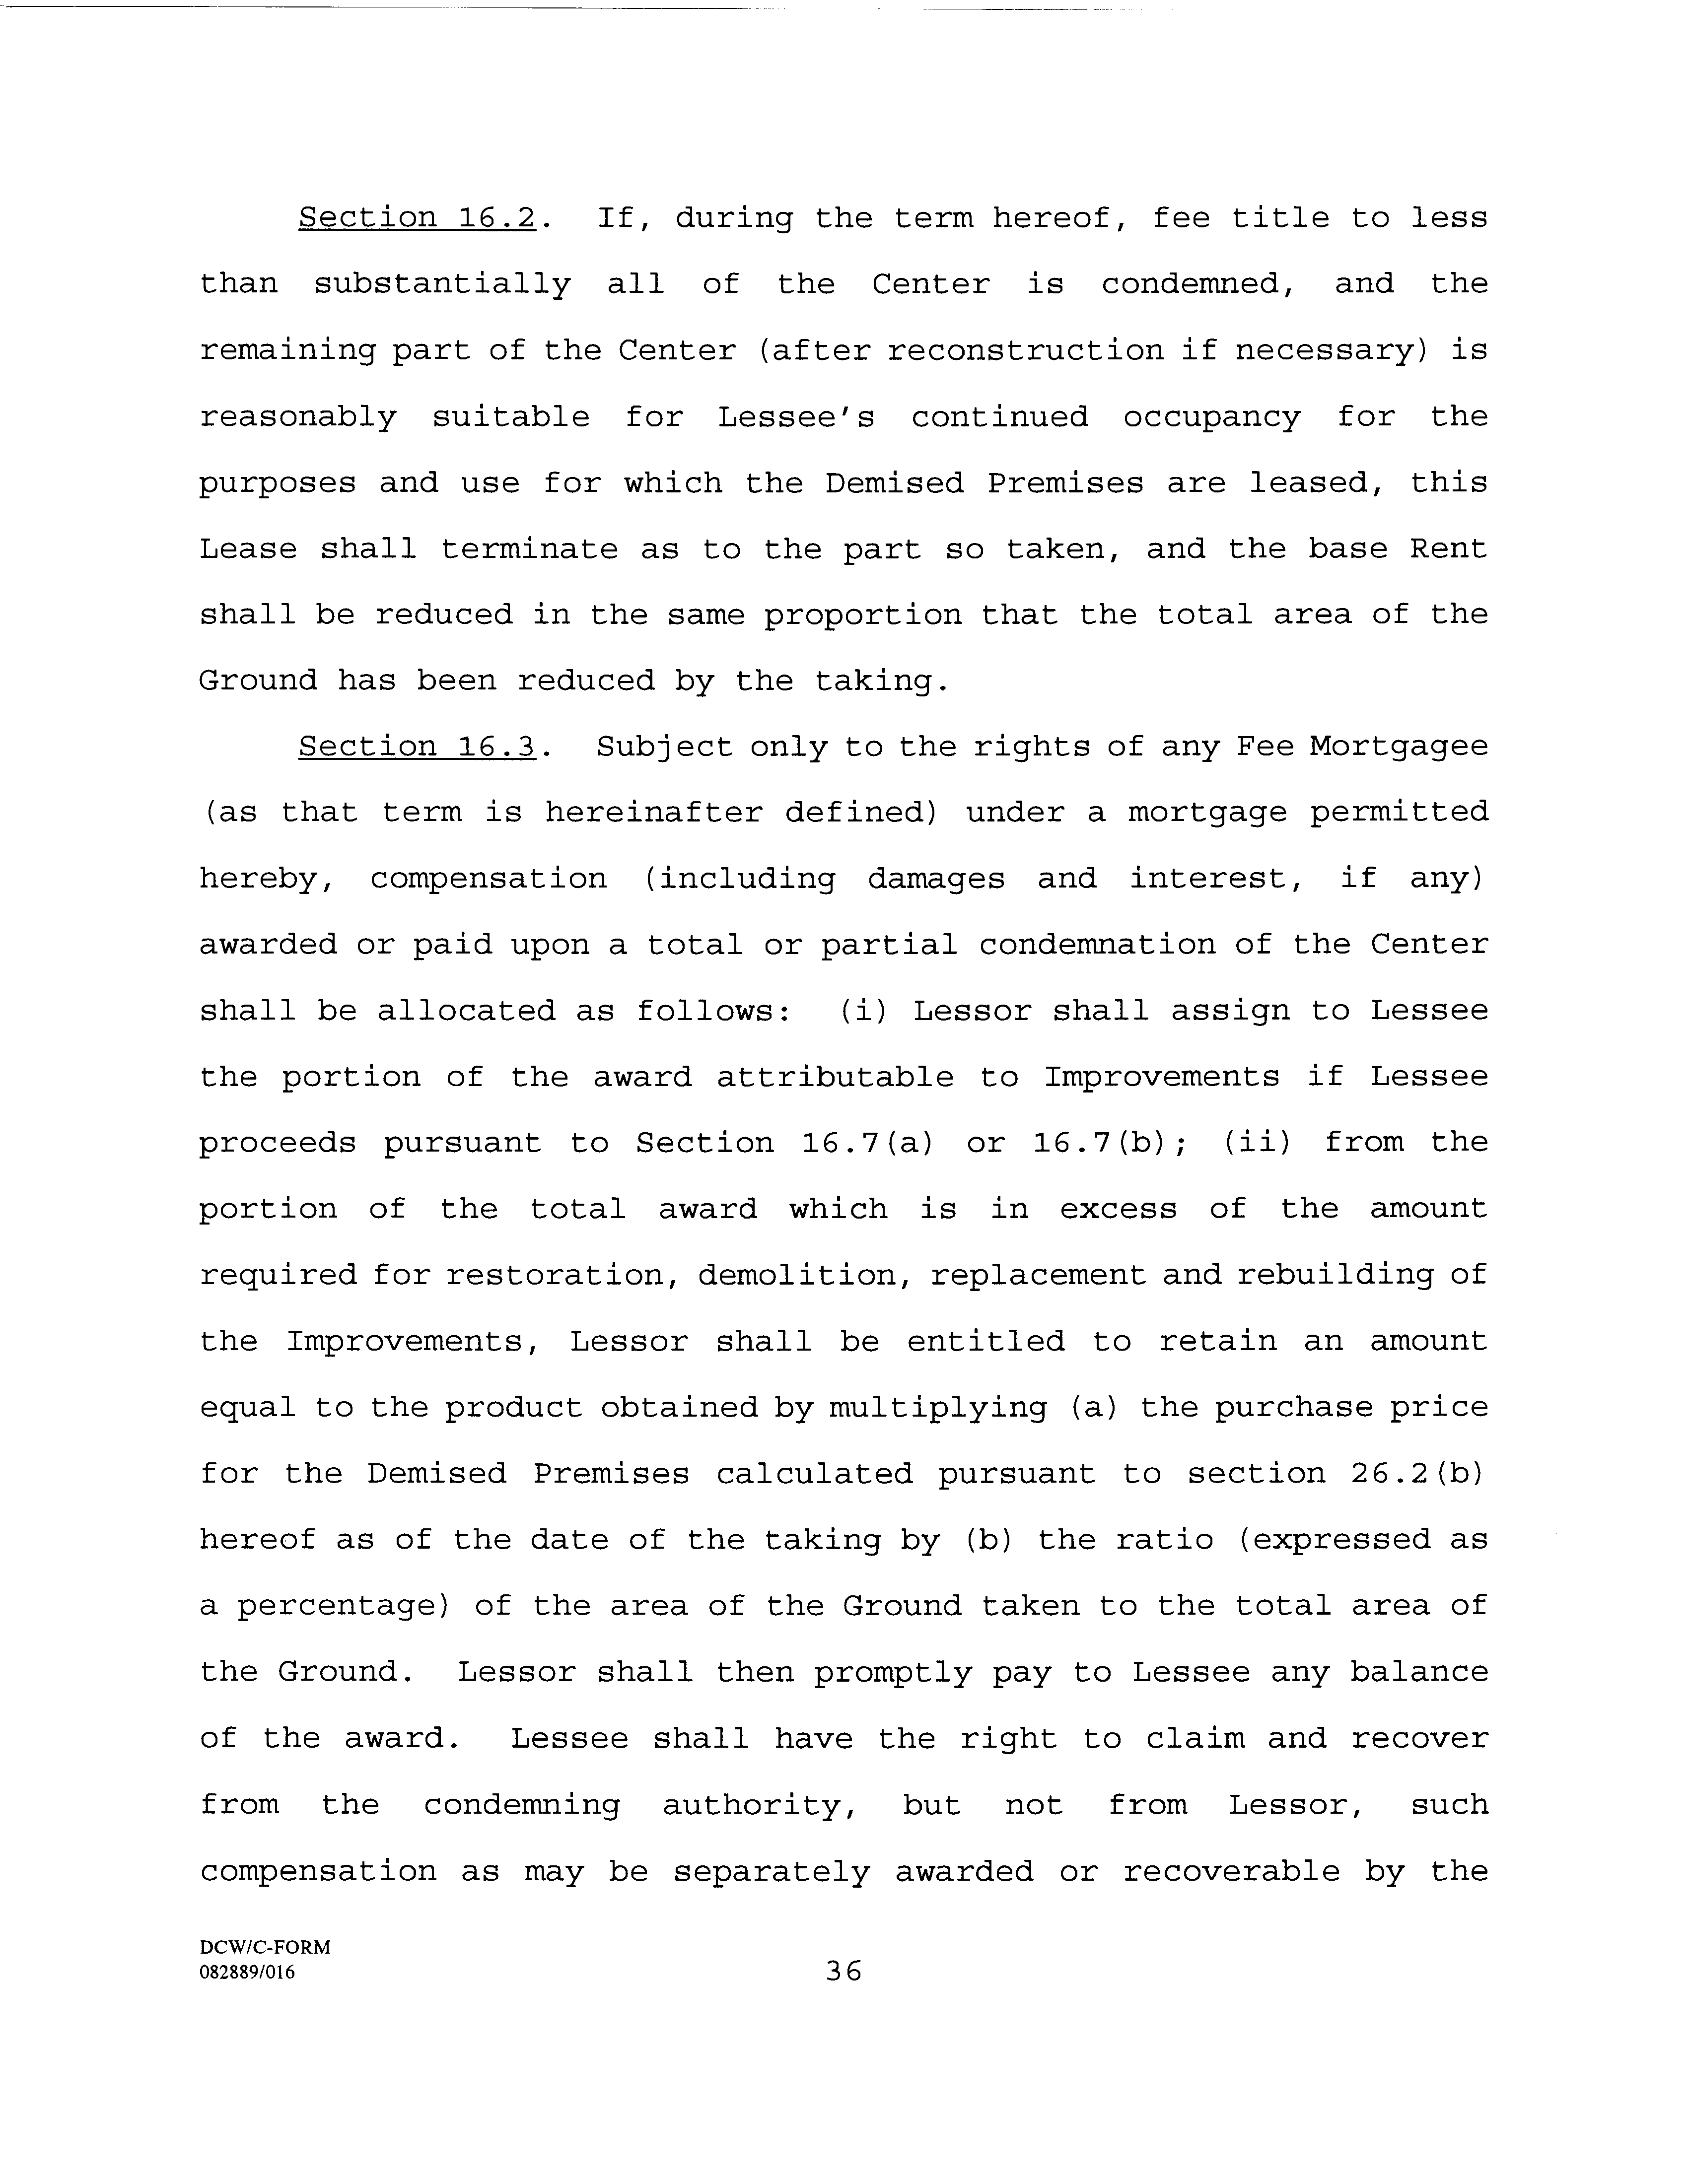 Section 16.2. If, during the term hereof, fee title to less
than substantially all of the Center is condemned, and the
remaining part of the Center (after reconstruction if necessary) is
reasonably suitable for Lessee's continued occupancy for the
purposes and use for which the Demised Premises are leased, this
Lease shall terminate as to the part so taken, and the base Rent
shall be reduced in the same proportion that the total area of the
Ground has been reduced by the taking.
Section 16.3. Subject only to the rights of any Fee Mortgagee
(as that term is hereinafter defined) under a mortgage permitted
hereby, compensation (including damages and interest, if any)
awarded or paid upon a total or partial condemnation of the Center
shall be allocated as follows: (i) Lessor shall assign to Lessee
the portion of the award attributable to Improvements if Lessee
proceeds pursuant to Section 16.7(a) or 16.7(b); (ii) from the
portion of the total award which is in excess of the amount
required for restoration, demolition, replacement and rebuilding of
the Improvements, Lessor shall be entitled to retain an amount
equal to the product obtained by multiplying (a) the purchase price
for the Demised Premises calculated pursuant to section 26.2(b)
hereof as of the date of the taking by (b) the ratio (expressed as
a percentage) of the area of the Ground taken to the total area of
the Ground. Lessor shall then promptly pay to Lessee any balance
of the award. Lessee shall have the right to claim and recover
from the condemning authority, but not from Lessor, such
compensation as may be separately awarded or recoverable by the
DCW/C-FORM
082889/016
36